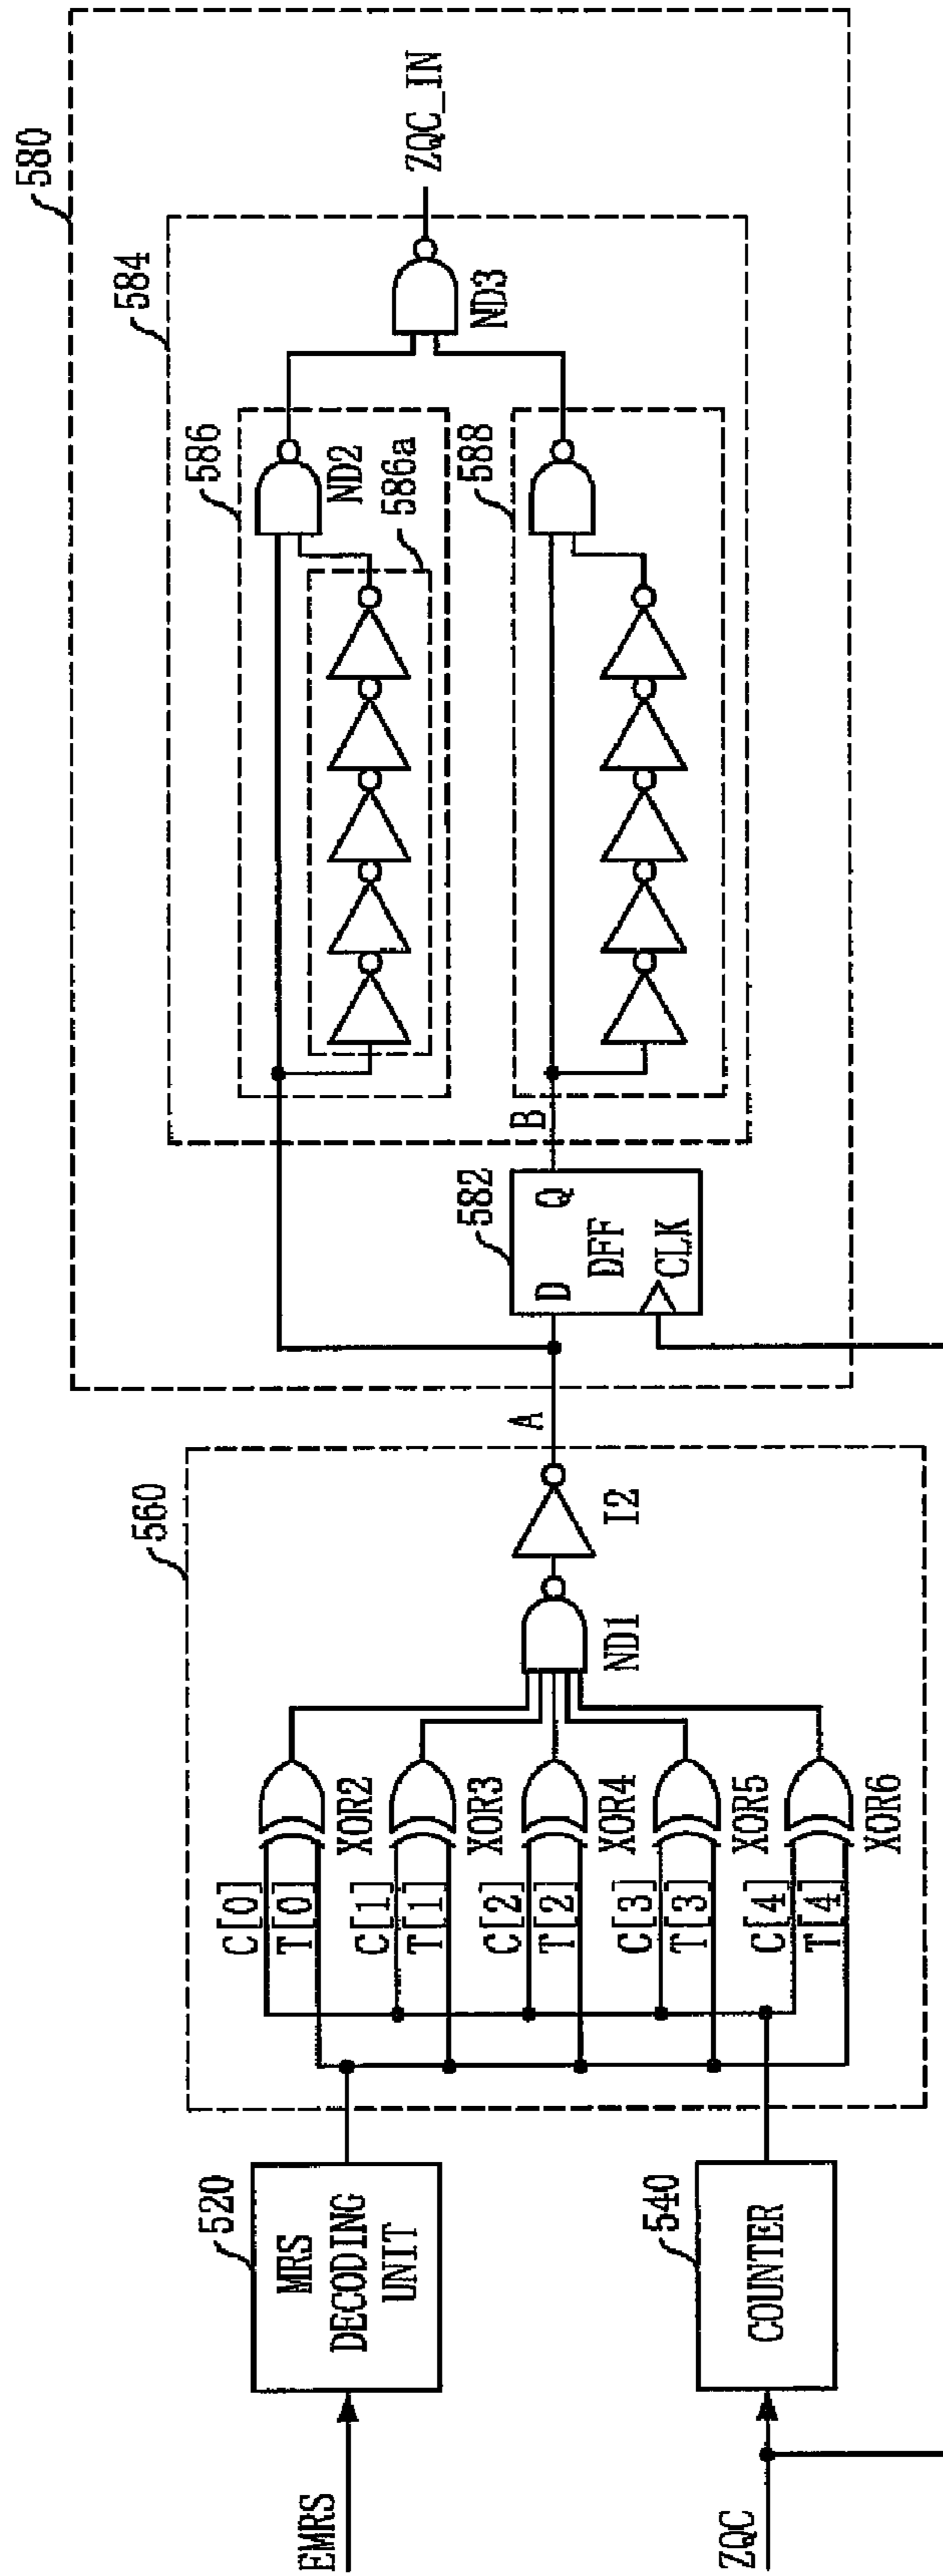 580
584
586
ND2
586a
588
ND3
ZQC_IN
582
D
Q
DFF
CLK
B
A
560
C[0]
T[0]
XOR2
C[1]
T[1]
XOR3
C[2]
T[2]
XOR4
C[3]
T[3]
XOR5
C[4]
T[4]
XOR6
ND1
I2
520
MRS
DECODING
UNIT
EMRS
540
COUNTER
ZQC